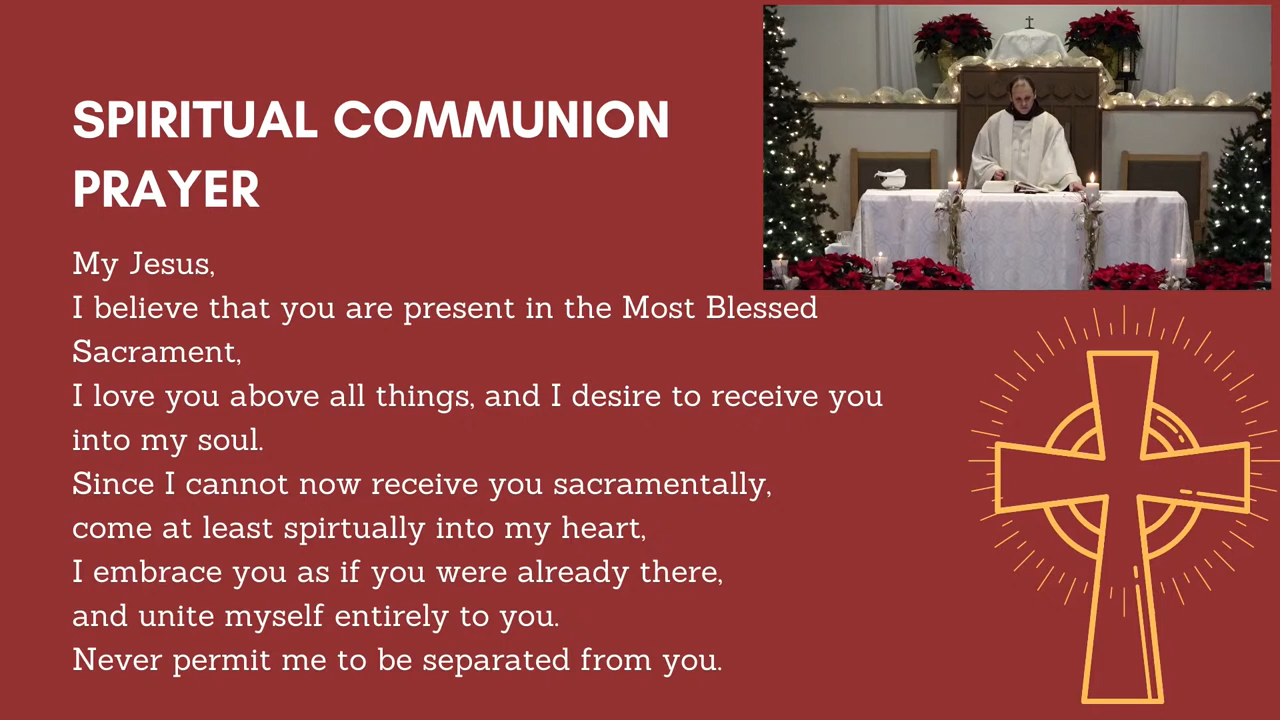 SPIRITUAL COMMUNION
PRAYER
My Jesus,
I believe that you are present in the Most Blessed
Sacrament,
I love you above all things, and I desire to receive you
into my soul.
Since I cannot now receive you sacramentally,
come at least spirtually into my heart,
I embrace you as if you were already there,
and unite myself entirely to you.
Never permit me to be separated from you.